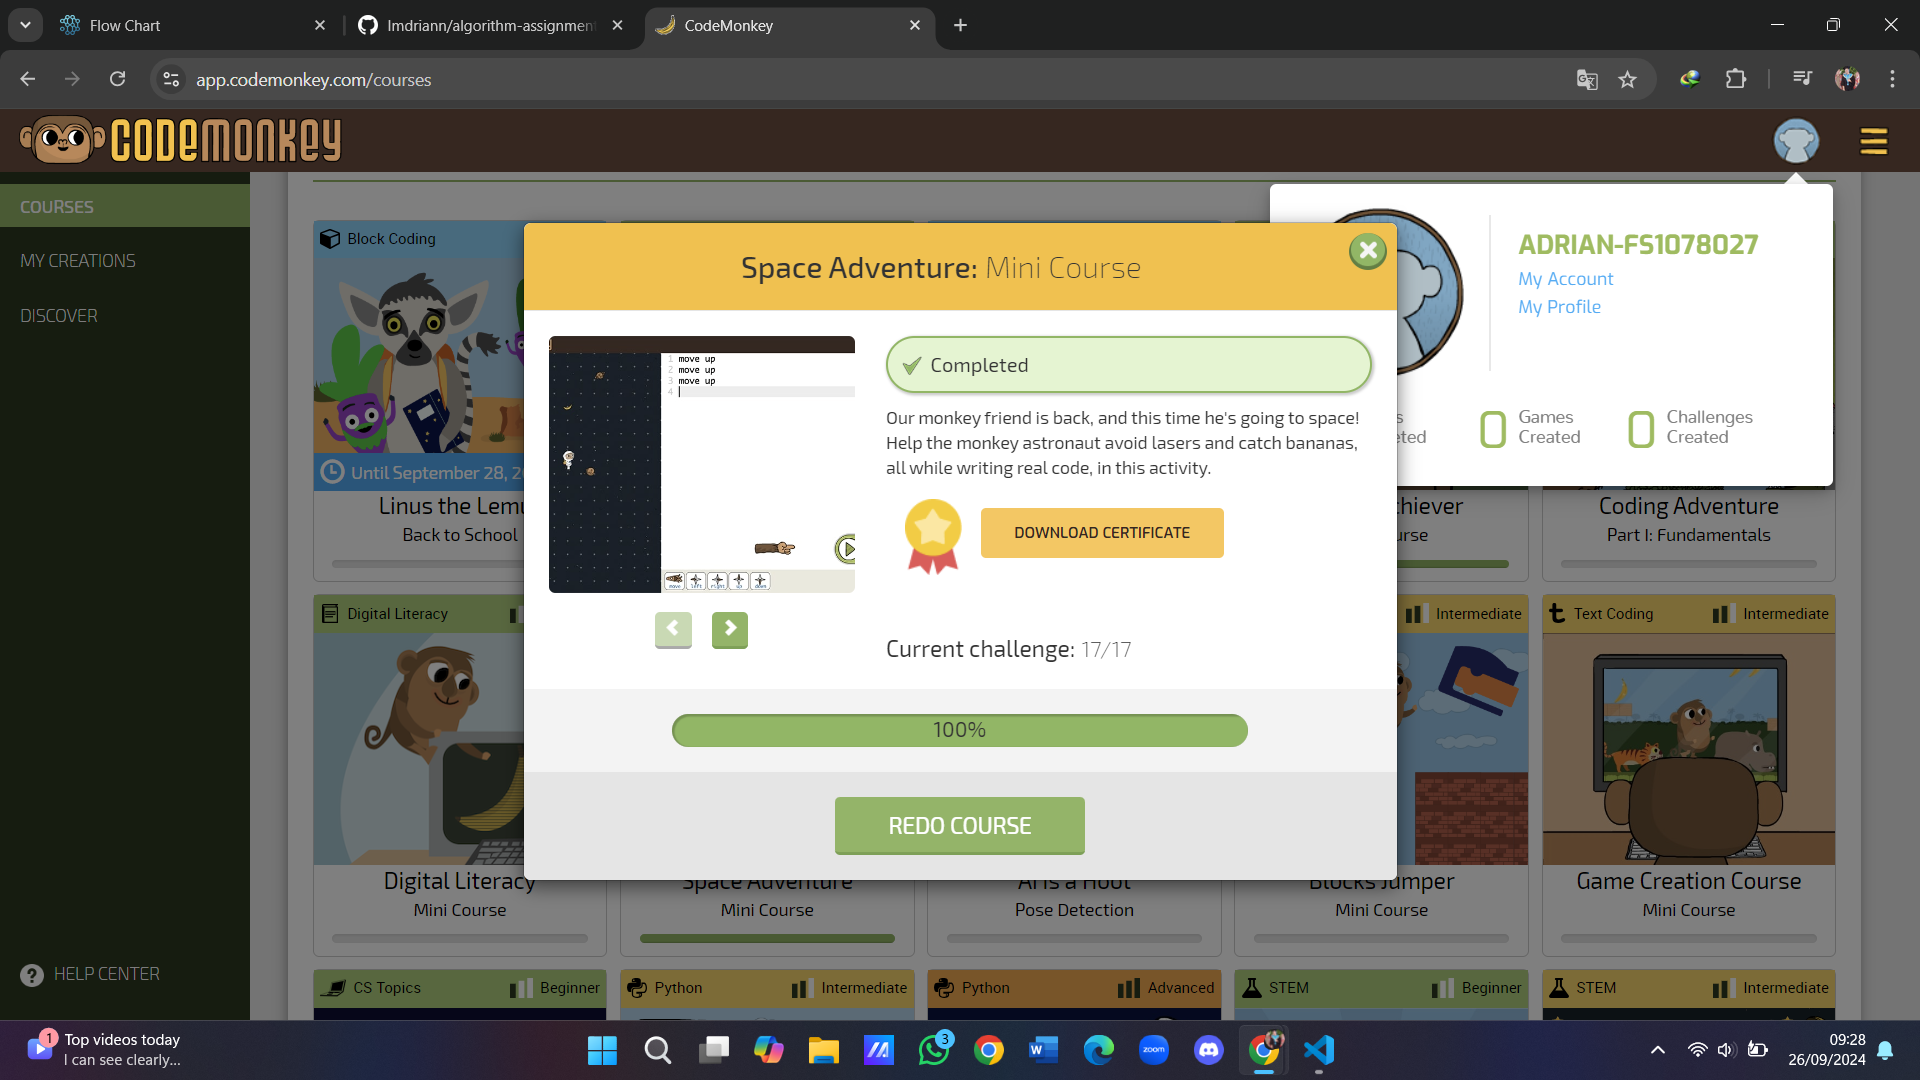 Flow Chart
Imdriann/algorithm-assignmen
CodeMonkey
app.codemonkey.com/courses
CODEMONKEY
COURSES
MY CREATIONS
DISCOVER
HELP CENTER
ADRIAN-FS1078027
My Account
My Profile
Games
Created
0
Challenges
Created
0
Block Coding
Until September 28, 2
Linus the Lemu
Back to School
Space Adventure: Mini Course
1 move up
2 move up
3 move up
4
Completed
Our monkey friend is back, and this time he's going to space!
Help the monkey astronaut avoid lasers and catch bananas,
all while writing real code, in this activity.
DOWNLOAD CERTIFICATE
Current challenge: 17/17
100%
REDO COURSE
Coding Adventure
Part I: Fundamentals
Digital Literacy
Intermediate
Text Coding
Intermediate
Digital Literacy
Mini Course
Space Adventure
Mini Course
AI is a Hoot
Pose Detection
Blocks Jumper
Mini Course
Game Creation Course
Mini Course
CS Topics
Beginner
Python
Intermediate
Python
Advanced
STEM
Beginner
STEM
Intermediate
1
Top videos today
I can see clearly...
3
zoom
09:28
26/09/2024